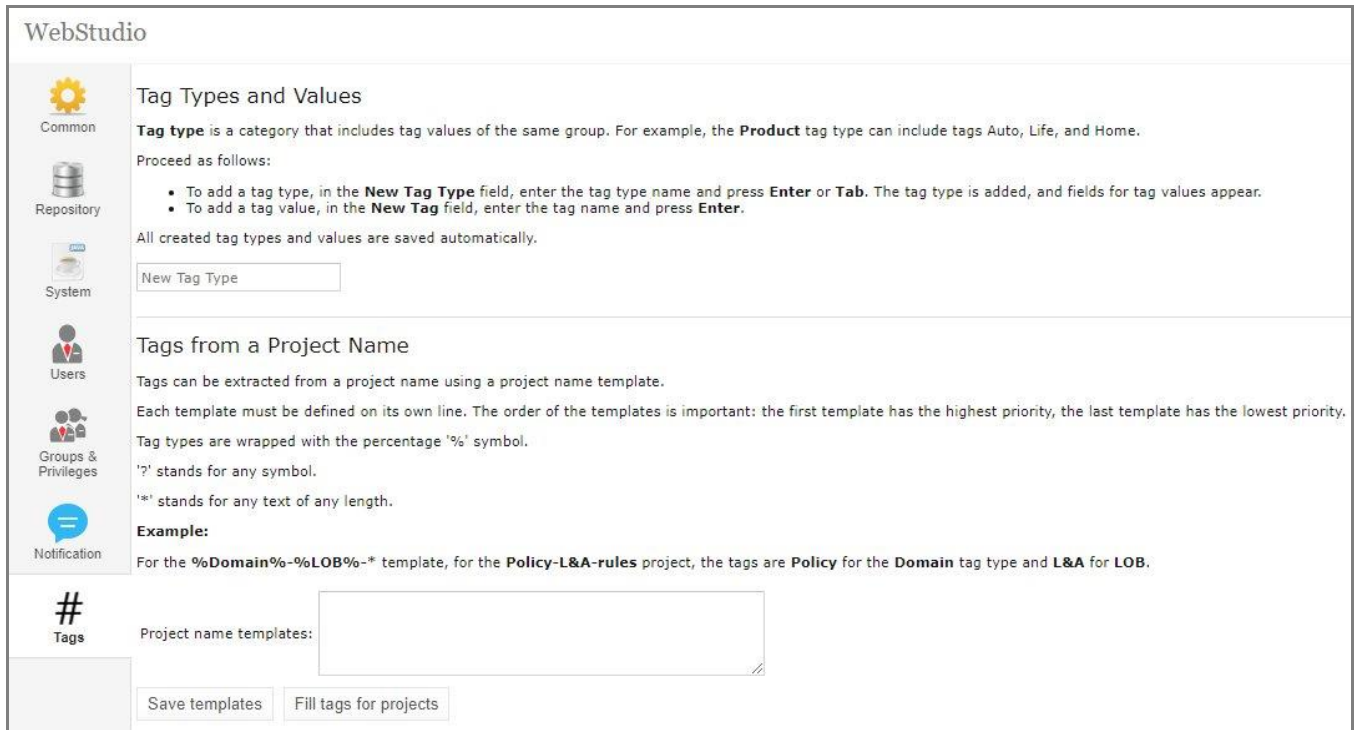 WebStudio
Common
Repository
System
Users
Groups &
Privileges
Notification
#
Tags
Tag Types and Values
Tag type is a category that includes tag values of the same group. For example, the Product tag type can include tags Auto, Life, and Home.
Proceed as follows:
• To add a tag type, in the New Tag Type field, enter the tag type name and press Enter or Tab. The tag type is added, and fields for tag values appear.
• To add a tag value, in the New Tag field, enter the tag name and press Enter.
All created tag types and values are saved automatically.
New Tag Type
Tags from a Project Name
Tags can be extracted from a project name using a project name template.
Each template must be defined on its own line. The order of the templates is important: the first template has the highest priority, the last template has the lowest priority.
Tag types are wrapped with the percentage '%' symbol.
'?' stands for any symbol.
'*' stands for any text of any length.
Example:
For the %Domain%-%LOB%-* template, for the Policy-L&A-rules project, the tags are Policy for the Domain tag type and L&A for LOB.
Project name templates:
Save templates
Fill tags for projects